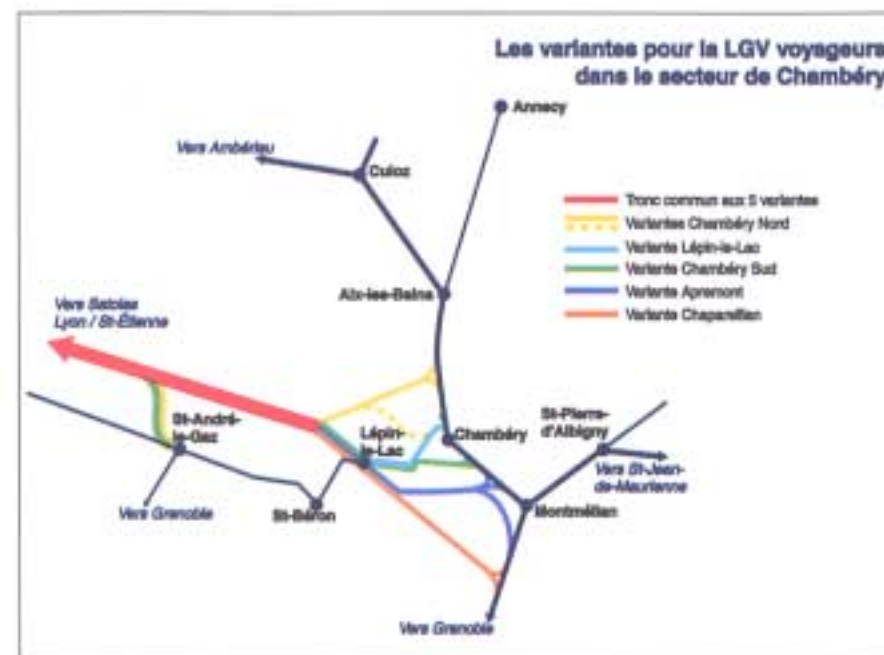 Les variantes pour la LGV voyageurs
dans le secteur de Chambéry
Annecy
Vers Ambérieu
Culoz
Tronc commun aux 5 variantes
Variantes Chambéry Nord
Variante Lépin-le-Lac
Variante Chambéry Sud
Variante Apremont
Variante Chapareillan
Aix-les-Bains
Vers Satolas
Lyon / St-Étienne
St-André-
le-Gaz
Lépin-
le-Lac
Chambéry
St-Pierre-
d'Albigny
Vers St-Jean-
de-Maurienne
Vers Grenoble
St-Béron
Montmélian
Vers Grenoble